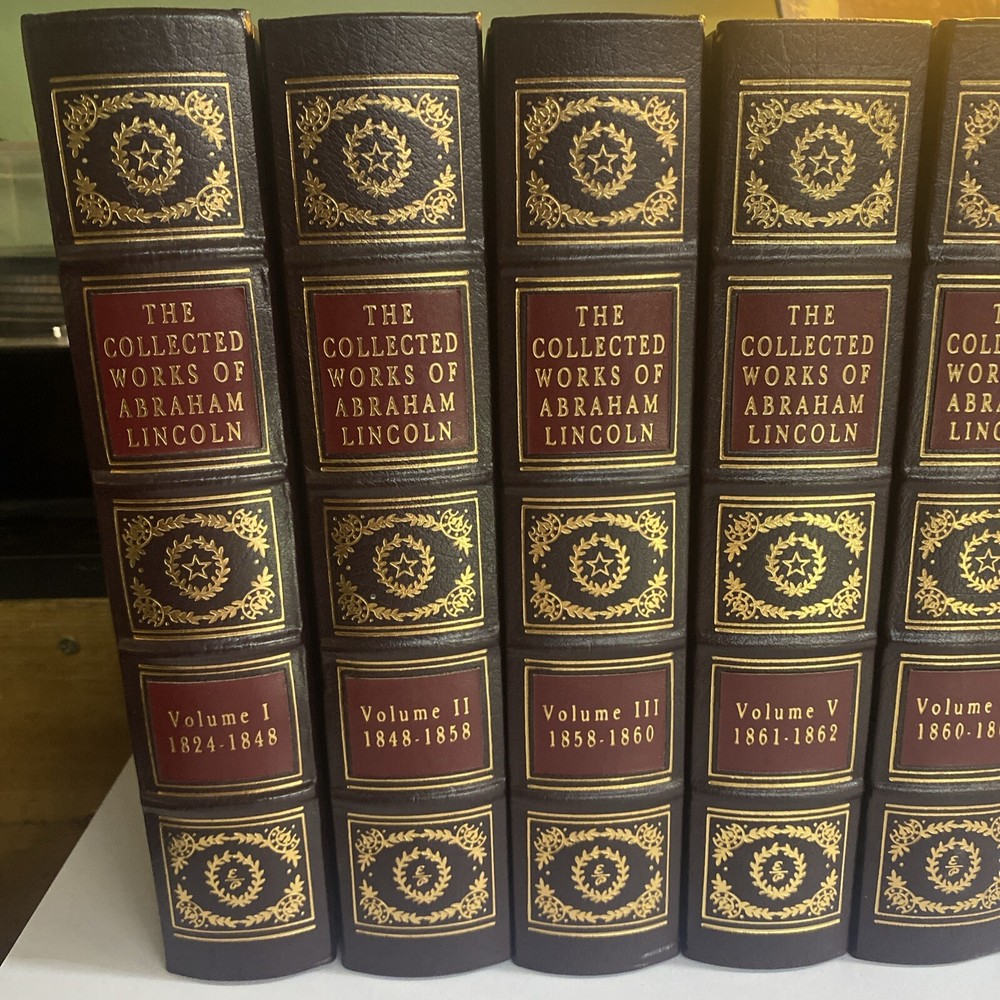 THE
COLLECTED
WORKS OF
ABRAHAM
LINCOLN
Volume I
1824-1848
THE
COLLECTED
WORKS OF
ABRAHAM
LINCOLN
Volume II
1848-1858
THE
COLLECTED
WORKS OF
ABRAHAM
LINCOLN
Volume III
1858-1860
THE
COLLECTED
WORKS OF
ABRAHAM
LINCOLN
Volume V
1861-1862
Volume